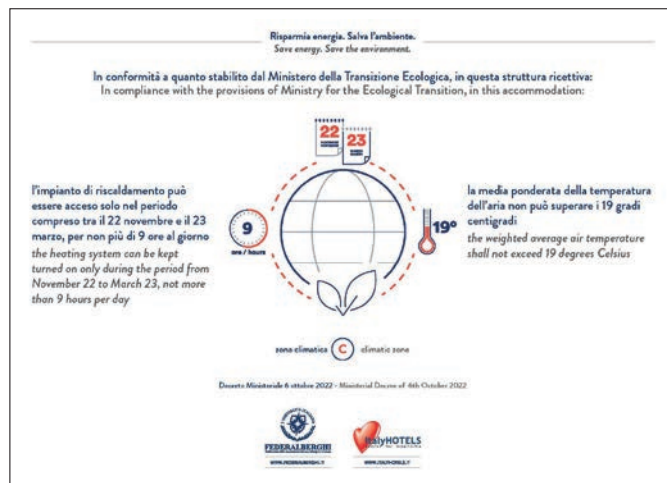 Risparmia energia. Salva l'ambiente.
Save energy. Save the environment.
In conformità a quanto stabilito dal Ministero della Transizione Ecologica, in questa struttura ricettiva:
In compliance with the provisions of Ministry for the Ecological Transition, in this accommodation:
22
23
l'impianto di riscaldamento può
essere acceso solo nel periodo
compreso tra il 22 novembre e il 23
marzo, per non più di 9 ore al giorno
the heating system can be kept
turned on only during the period from
November 22 to March 23, not more
than 9 hours per day
9
ore / hours
19°
la media ponderata della temperatura
dell'aria non può superare i 19 gradi
centigradi
the weighted average air temperature
shall not exceed 19 degrees Celsius
zona climatica C climatic zone
Decreto Ministeriale 6 ottobre 2022 - Ministerial Decree of 6th October 2022
FEDERALBERGHI
WWW.FEDERALBERGHI.IT
ItalyHOTELS
WWW.ITALYHOTELS.IT